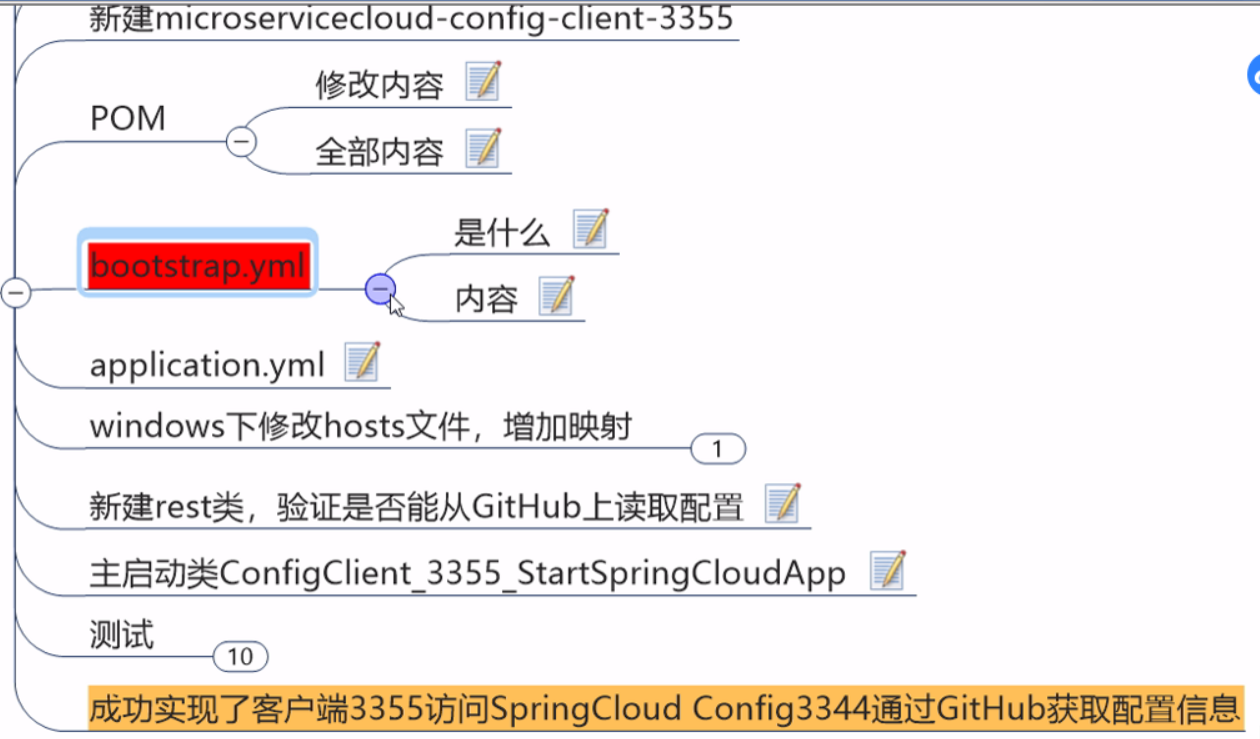 新建microservicecloud-config-client-3355
修改内容
POM
全部内容
是什么
bootstrap.yml
内容
application.yml
windows下修改hosts文件，增加映射
1
新建rest类，验证是否能从GitHub上读取配置
主启动类ConfigClient_3355_StartSpringCloudApp
测试
10
成功实现了客户端3355访问SpringCloud Config3344通过GitHub获取配置信息